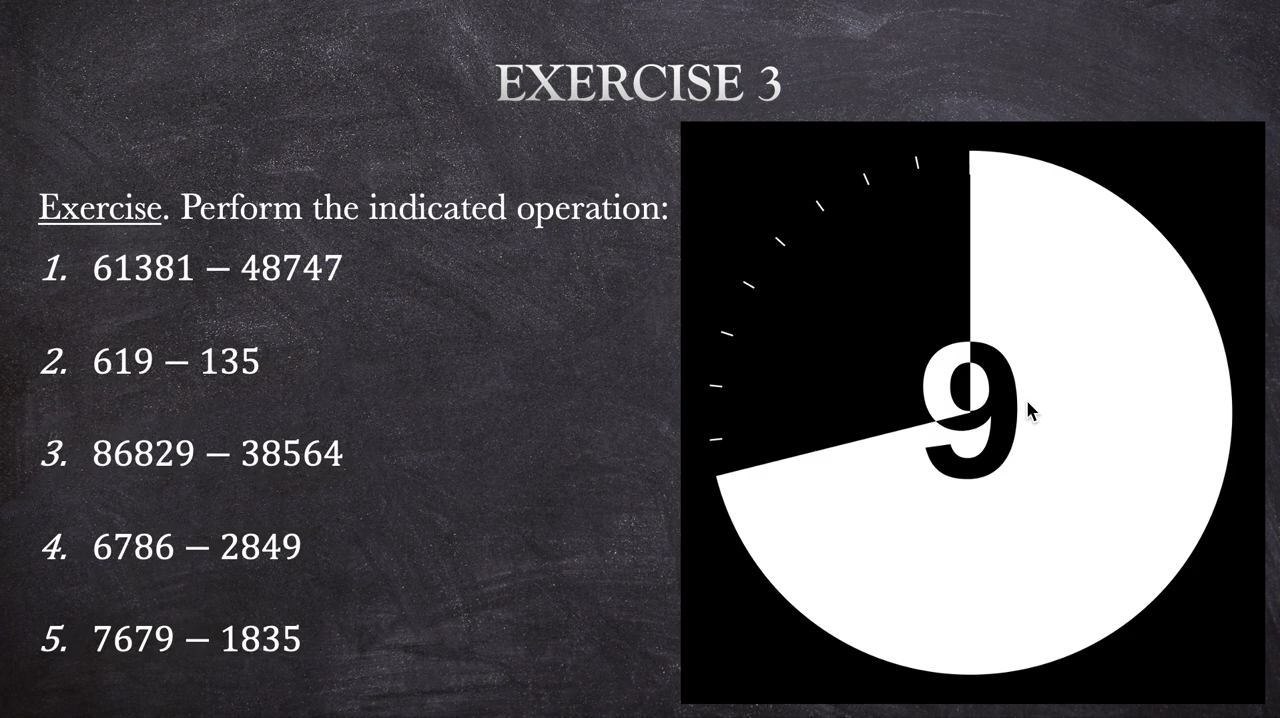 EXERCISE 3
Exercise. Perform the indicated operation:
1. 61381 − 48747
2. 619 − 135
3. 86829 − 38564
4. 6786 − 2849
5. 7679 − 1835
9